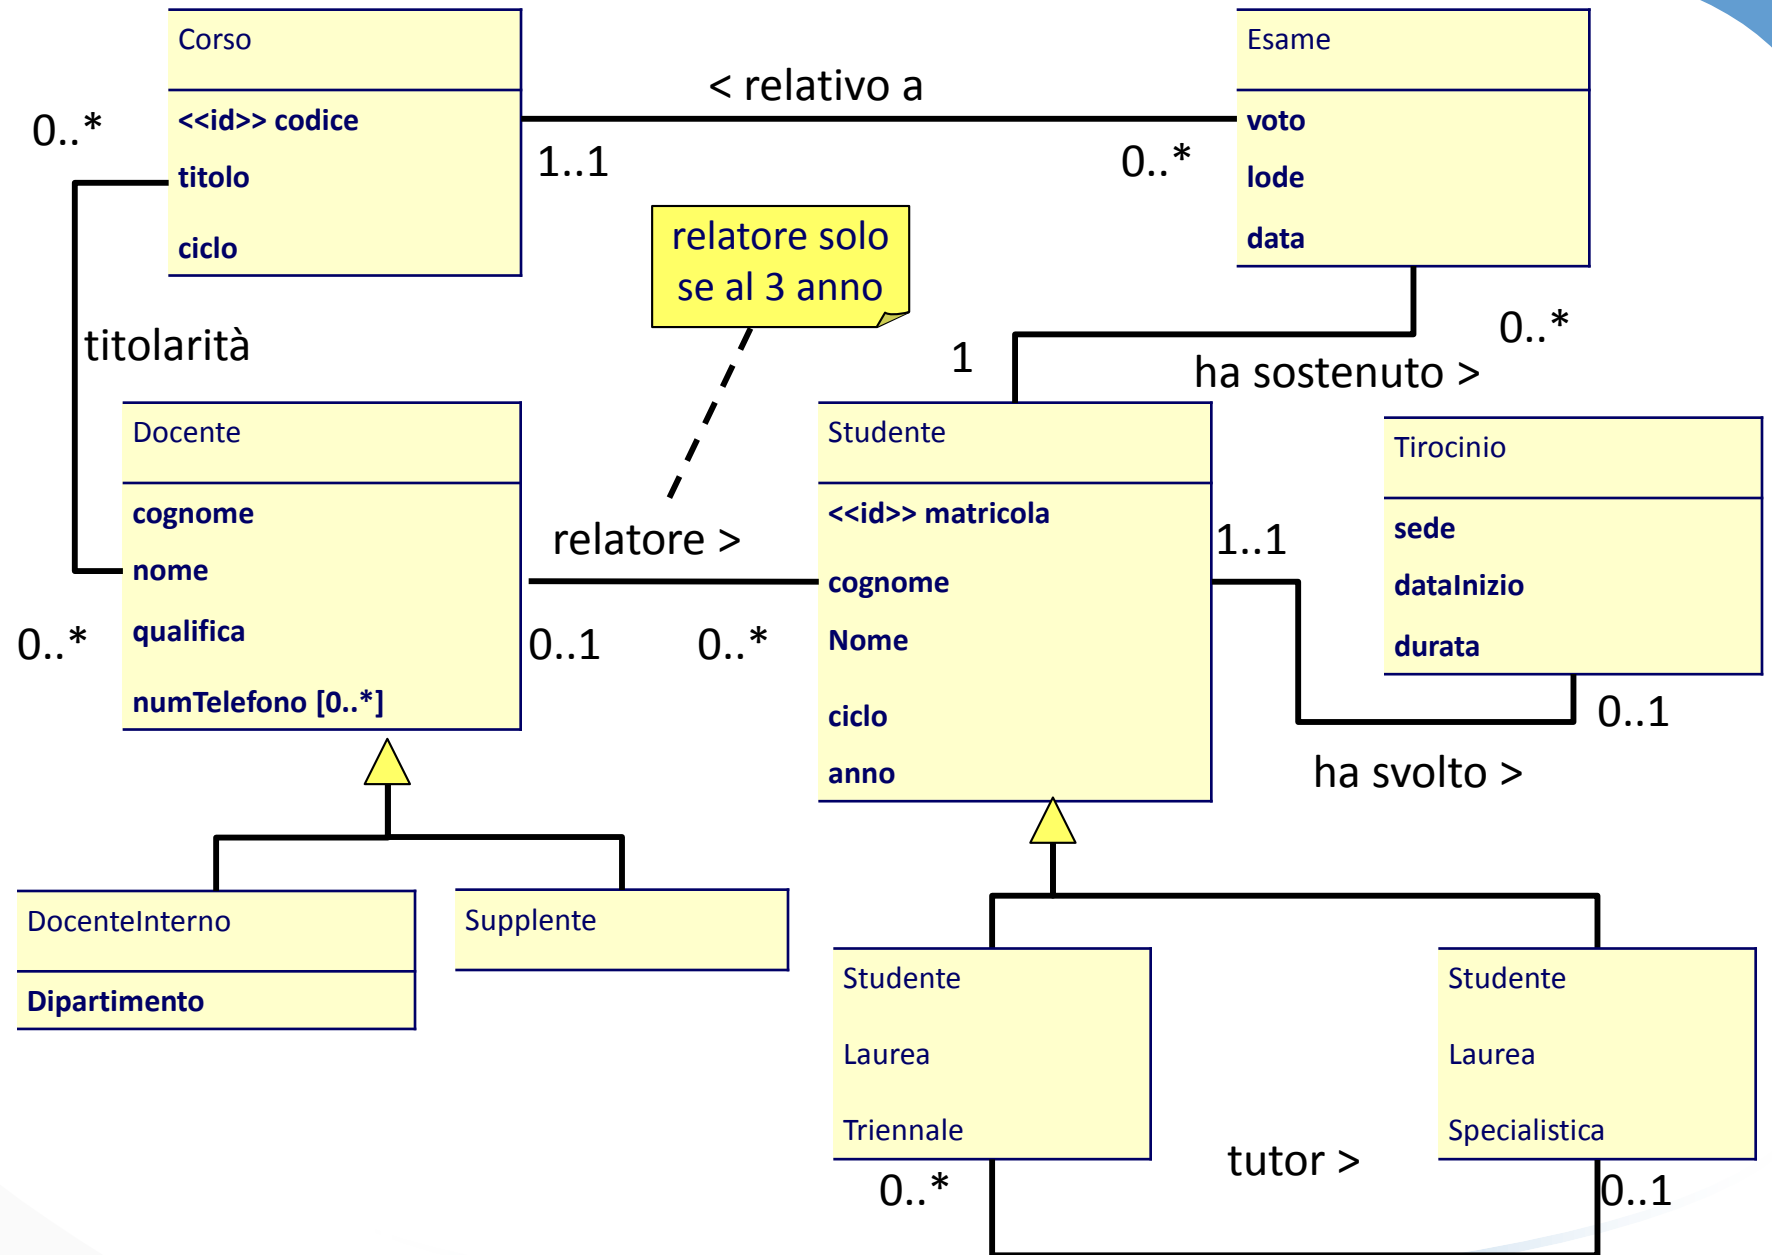 Corso
<<id>> codice
titolo
ciclo
0..*
1..1
< relativo a
0..*
Esame
voto
lode
data
relatore solo
se al 3 anno
titolarità
1
0..*
ha sostenuto >
Docente
cognome
nome
qualifica
numTelefono [0..*]
0..*
relatore >
0..1
0..*
Studente
<<id>> matricola
cognome
Nome
ciclo
anno
1..1
Tirocinio
sede
dataInizio
durata
0..1
ha svolto >
DocenteInterno
Dipartimento
Supplente
Studente
Laurea
Triennale
Studente
Laurea
Specialistica
0..*
tutor >
0..1